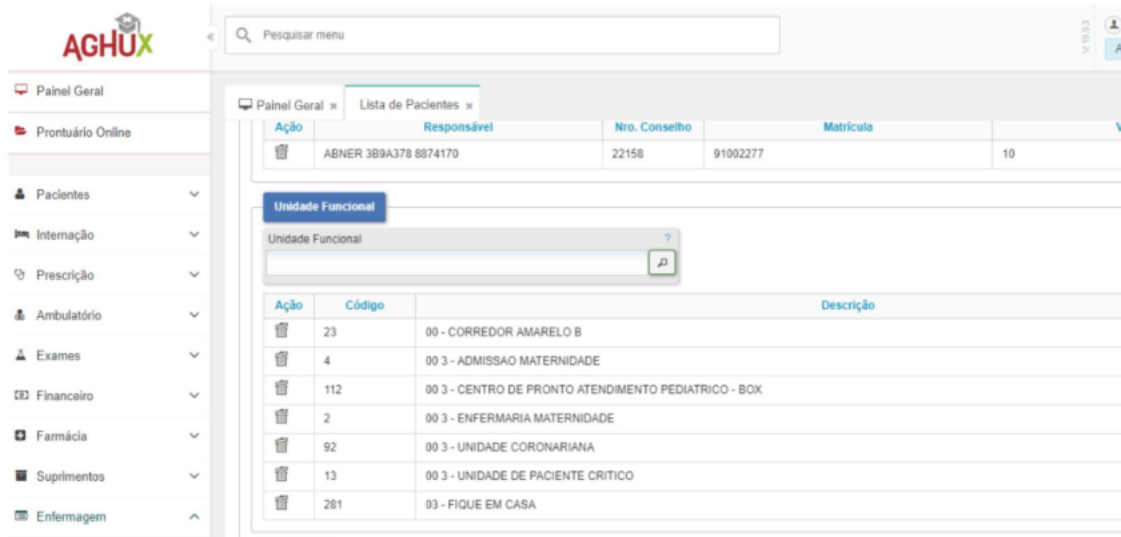 AGHUX
«
Pesquisar menu
V.10.03
A
Painel Geral
Prontuário Online
Pacientes
Internação
Prescrição
Ambulatório
Exames
Financeiro
Farmácia
Suprimentos
Enfermagem
Painel Geral × Lista de Pacientes ×
Ação Responsável Nro. Conselho Matrícula V
ABNER 3B9A378 8874170 22158 91002277 10
Unidade Funcional
Unidade Funcional ?
Ação Código Descrição
23 00 - CORREDOR AMARELO B
4 00 3 - ADMISSAO MATERNIDADE
112 00 3 - CENTRO DE PRONTO ATENDIMENTO PEDIATRICO - BOX
2 00 3 - ENFERMARIA MATERNIDADE
92 00 3 - UNIDADE CORONARIANA
13 00 3 - UNIDADE DE PACIENTE CRITICO
281 03 - FIQUE EM CASA